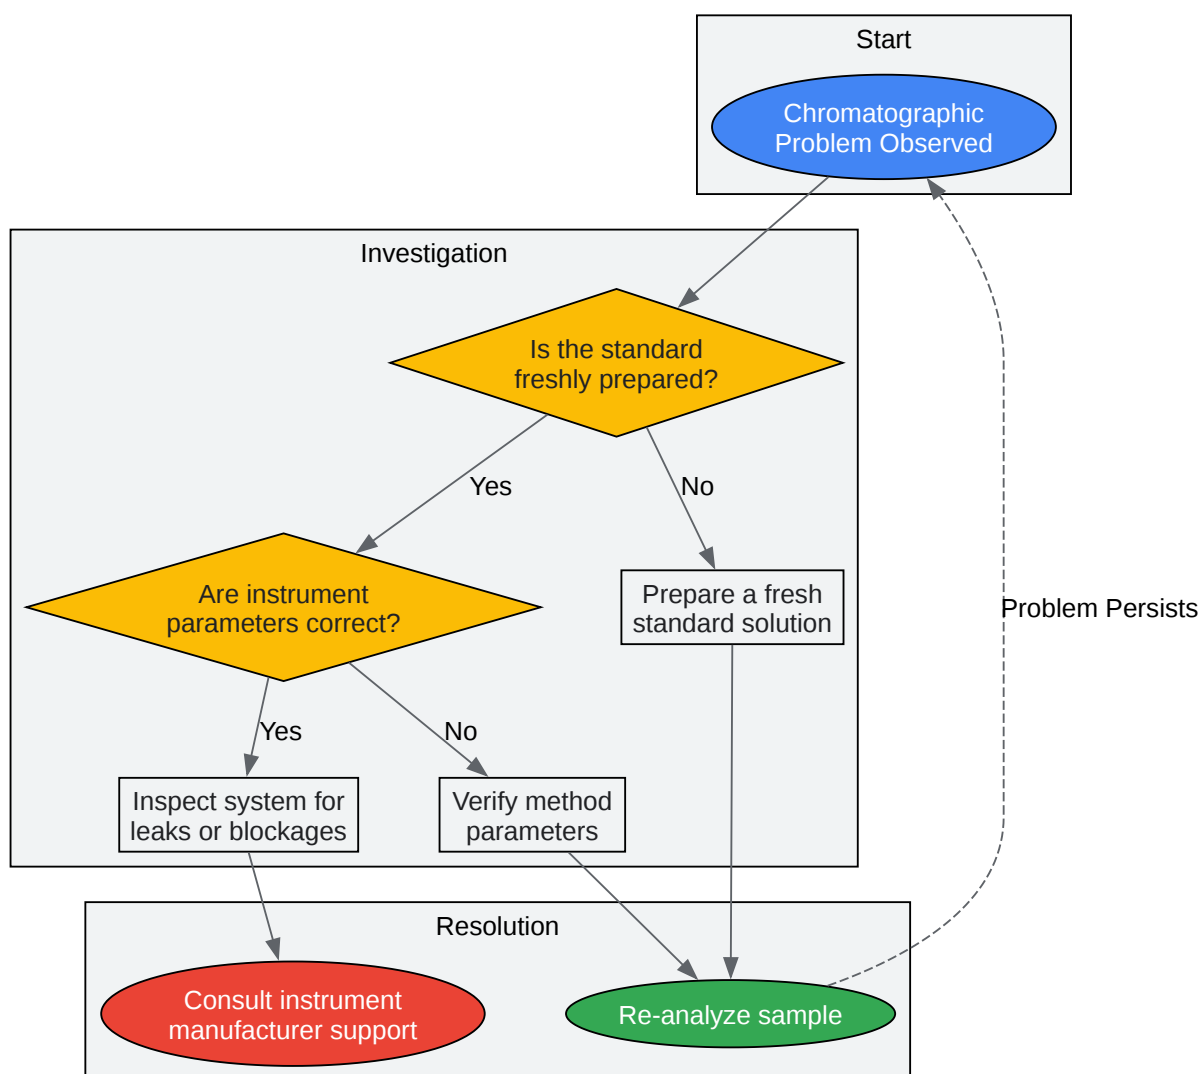 Start
Chromatographic
Problem Observed
Investigation
Is the standard
freshly prepared?
Yes
No
Are instrument
parameters correct?
Prepare a fresh
standard solution
Problem Persists
Yes
No
Inspect system for
leaks or blockages
Verify method
parameters
Resolution
Consult instrument
manufacturer support
Re-analyze sample